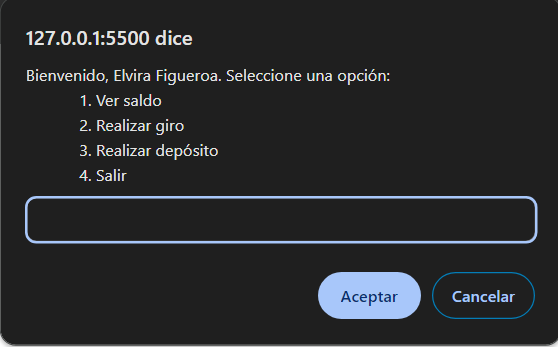 127.0.0.1:5500 dice
Bienvenido, Elvira Figueroa. Seleccione una opción:
1. Ver saldo
2. Realizar giro
3. Realizar depósito
4. Salir
Aceptar
Cancelar